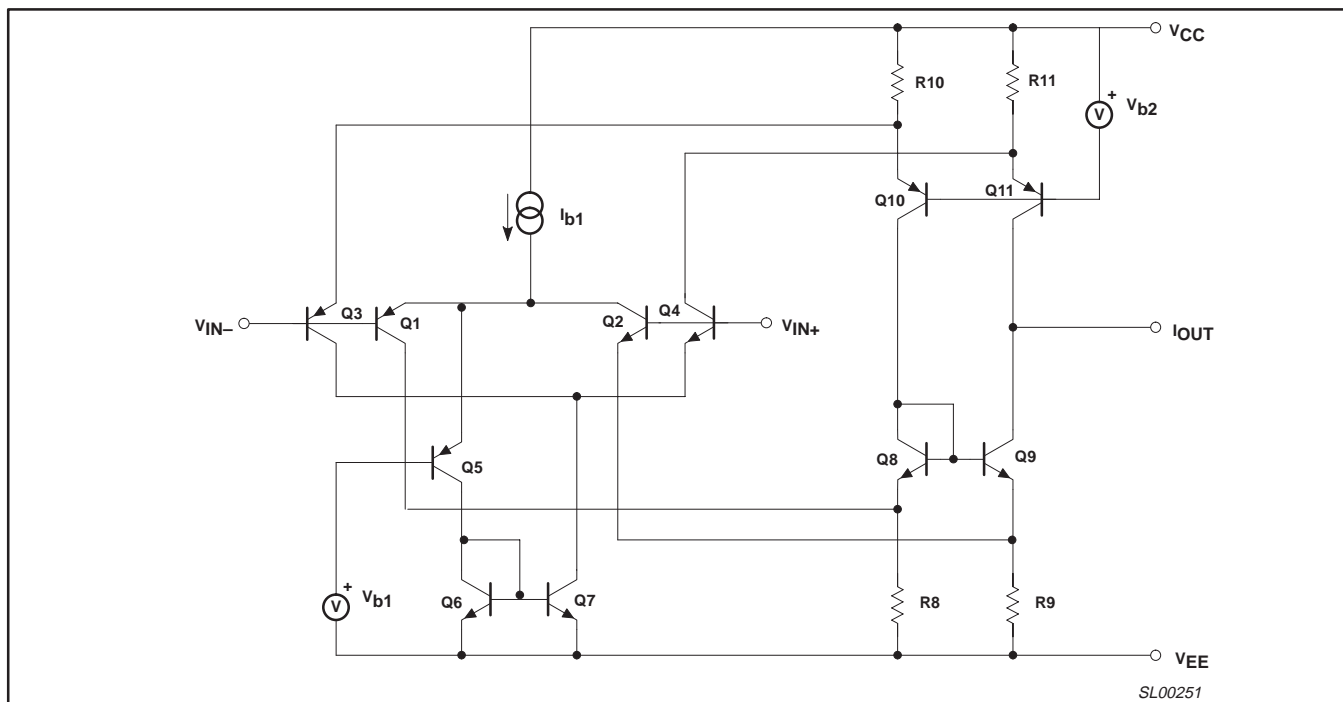 VCC
R10
R11
+
V
Vb2
Q10
Q11
Ib1
VIN–
Q3
Q1
Q2
Q4
VIN+
IOUT
Q5
Q8
Q9
+
V
Vb1
Q6
Q7
R8
R9
VEE
SL00251